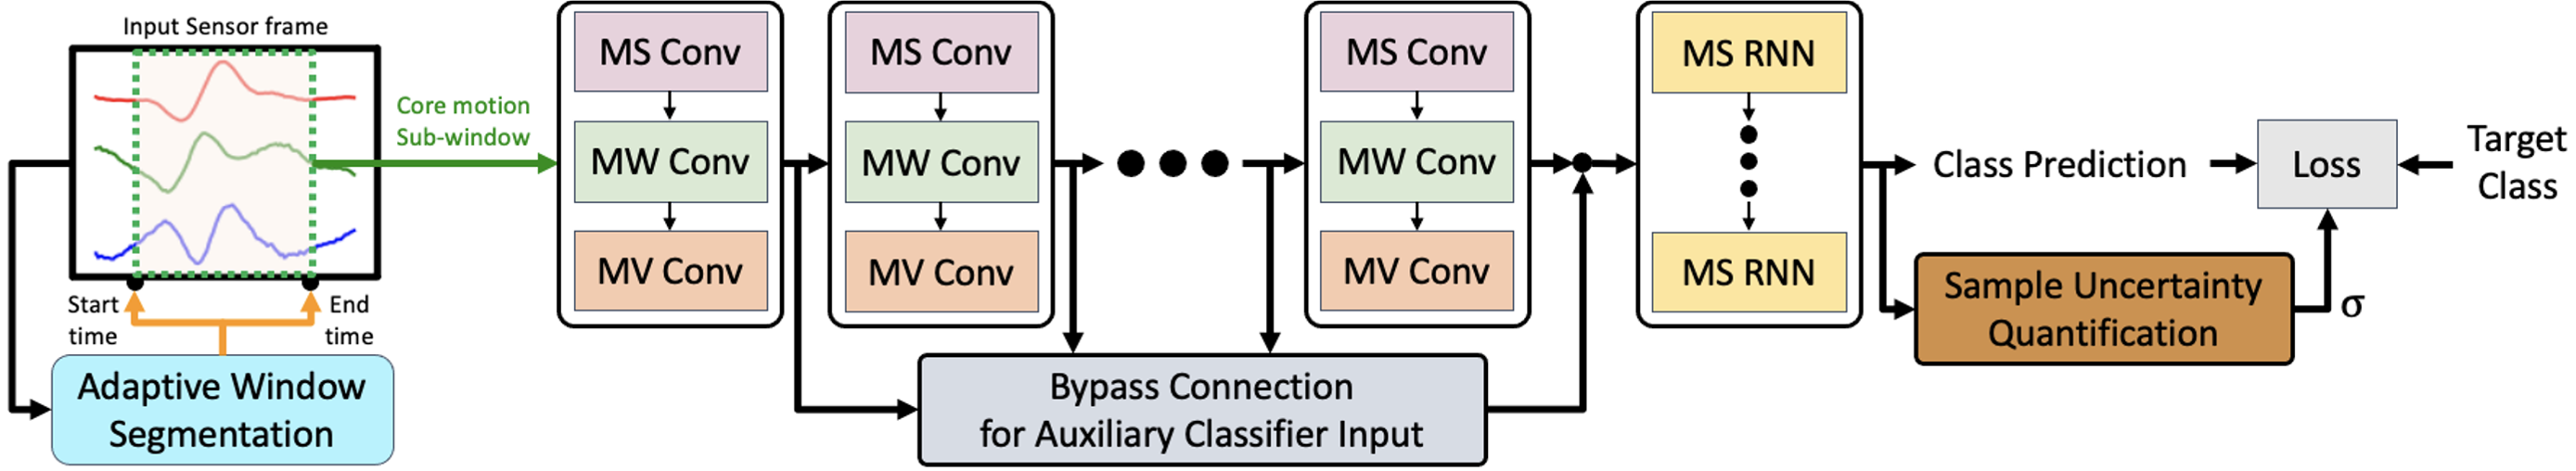 Input Sensor frame
Start
time
End
time
Adaptive Window
Segmentation
Core motion
Sub-window
MS Conv
MW Conv
MV Conv
MS Conv
MW Conv
MV Conv
MS Conv
MW Conv
MV Conv
Bypass Connection
for Auxiliary Classifier Input
MS RNN
MS RNN
Class Prediction
Sample Uncertainty
Quantification
σ
Loss
Target
Class